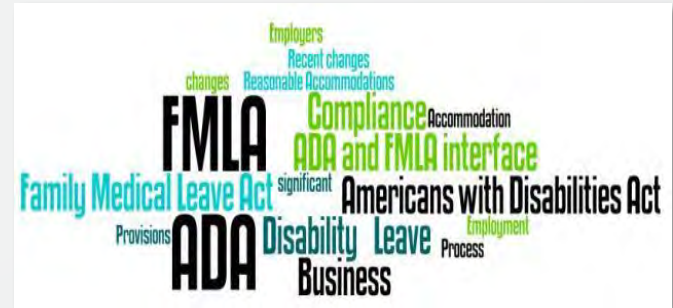 Employers
Recent changes
changes Reasonable Accommodations
FMLA Compliance Accommodation
ADA and FMLA interface
Family Medical Leave Act significant Americans with Disabilities Act
Provisions ADA Disability Leave Process Employment
Business